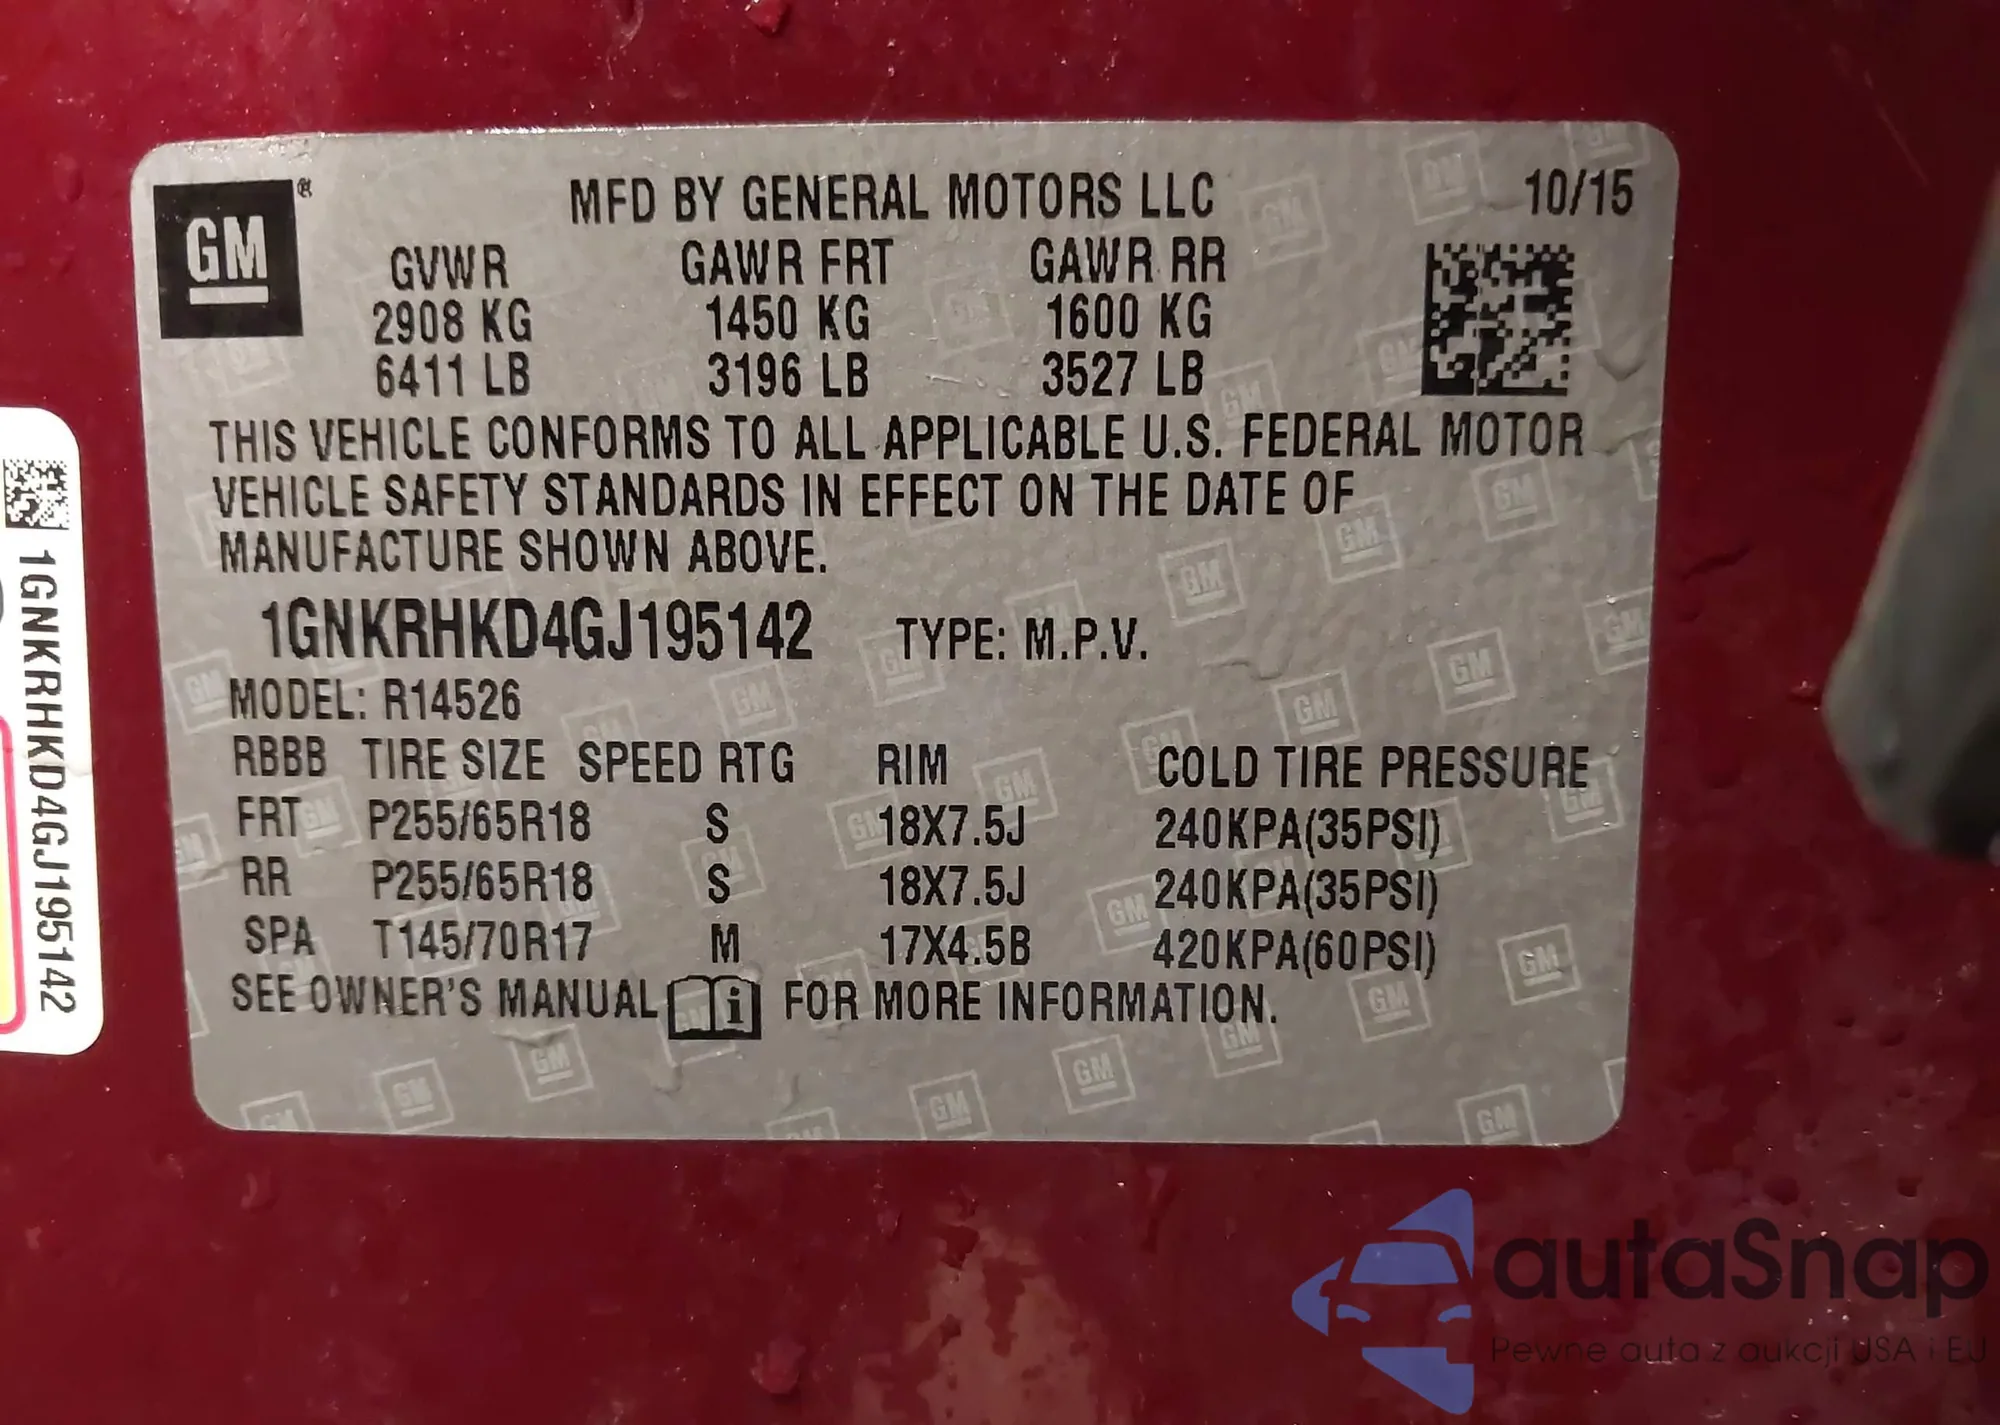 GM ®
MFD BY GENERAL MOTORS LLC 10/15
GVWR GAWR FRT GAWR RR
2908 KG 1450 KG 1600 KG
6411 LB 3196 LB 3527 LB
THIS VEHICLE CONFORMS TO ALL APPLICABLE U.S. FEDERAL MOTOR
VEHICLE SAFETY STANDARDS IN EFFECT ON THE DATE OF
MANUFACTURE SHOWN ABOVE.
1GNKRHKD4GJ195142 TYPE: M.P.V.
MODEL: R14526
RBBB TIRE SIZE SPEED RTG RIM COLD TIRE PRESSURE
FRT P255/65R18 S 18X7.5J 240KPA(35PSI)
RR P255/65R18 S 18X7.5J 240KPA(35PSI)
SPA T145/70R17 M 17X4.5B 420KPA(60PSI)
SEE OWNER'S MANUAL i FOR MORE INFORMATION.
1GNKRHKD4GJ195142
autaSnap
Pewne auta z aukcji USA i EU